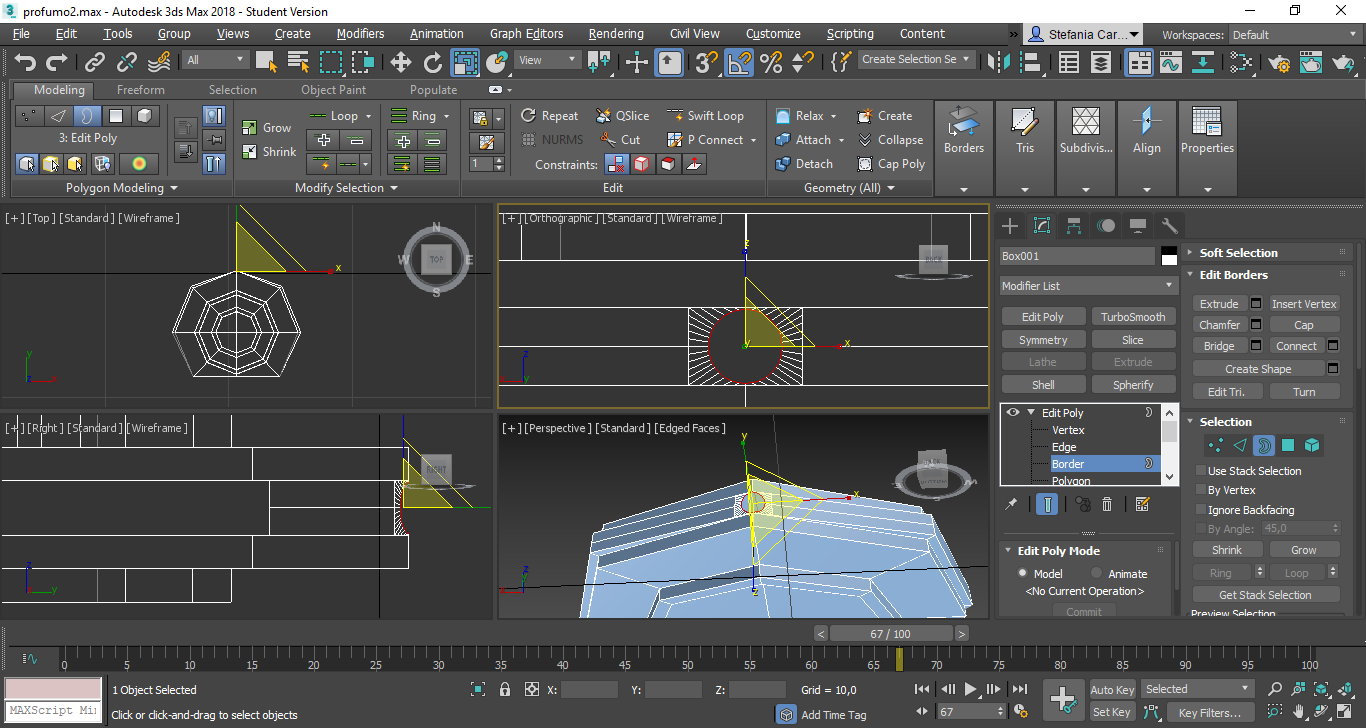 profumo2.max - Autodesk 3ds Max 2018 - Student Version
File Edit Tools Group Views Create Modifiers Animation Graph Editors Rendering Civil View Customize Scripting Content » Stefania Car... Workspaces: Default
All View Create Selection Se
Modeling Freeform Selection Object Paint Populate
Loop Ring Repeat QSlice Swift Loop Relax Create
3: Edit Poly Grow NURMS Cut P Connect Attach Collapse Borders Tris Subdivis... Align Properties
Shrink 1 Constraints: Detach Cap Poly
Polygon Modeling Modify Selection Edit Geometry (All)
[+] [Top] [Standard] [Wireframe]
N
W TOP E
S
x
y
z x
[+] [Orthographic] [Standard] [Wireframe]
z
BACK
y x
z
y
[+] [Right] [Standard] [Wireframe]
RIGHT
z
y
[+] [Perspective] [Standard] [Edged Faces]
y
BACK
x
z
Box001
Modifier List
Edit Poly TurboSmooth
Symmetry Slice
Lathe Extrude
Shell Spherify
Edit Poly
Vertex
Edge
Border
Polygon
Edit Poly Mode
Model Animate
<No Current Operation>
Commit
Soft Selection
Edit Borders
Extrude Insert Vertex
Chamfer Cap
Bridge Connect
Create Shape
Edit Tri. Turn
Selection
Use Stack Selection
By Vertex
Ignore Backfacing
By Angle: 45,0
Shrink Grow
Ring Loop
Get Stack Selection
Preview Selection
< 67 / 100 >
0 5 10 15 20 25 30 35 40 45 50 55 60 65 70 75 80 85 90 95 100
1 Object Selected X: Y: Z: Grid = 10,0 Auto Key Selected
MAXScript Mi
Click or click-and-drag to select objects Add Time Tag 67 Set Key Key Filters...